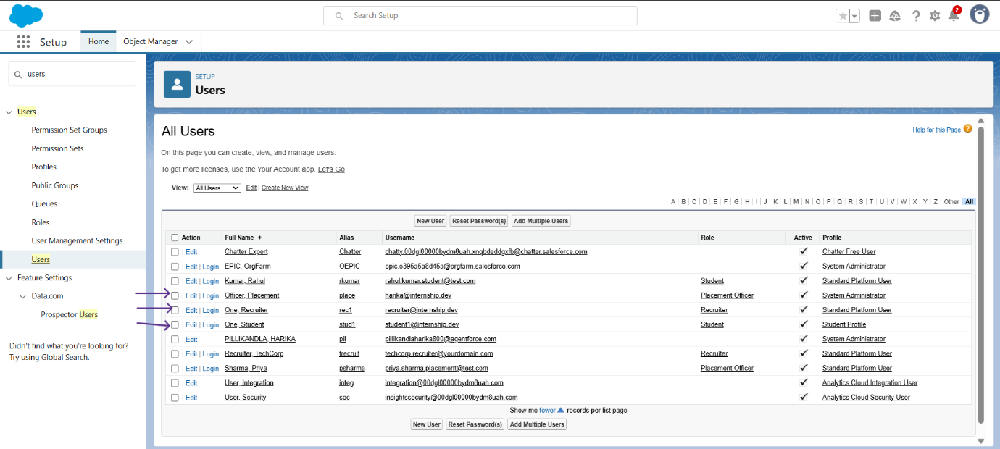 Search Setup
2
Setup Home Object Manager
users
SETUP
Users
Users
Permission Set Groups
Permission Sets
Profiles
Public Groups
Queues
Roles
User Management Settings
Users
Feature Settings
Data.com
Prospector Users
Didn't find what you're looking for?
Try using Global Search.
All Users
Help for this Page ?
On this page you can create, view, and manage users.
To get more licenses, use the Your Account app. Let's Go
View: All Users Edit | Create New View
A | B | C | D | E | F | G | H | I | J | K | L | M | N | O | P | Q | R | S | T | U | V | W | X | Y | Z | Other All
New User Reset Password(s) Add Multiple Users
Action Full Name ↑ Alias Username Role Active Profile
| Edit Chatter Expert Chatter chatty.00dgl00000bydm8uah.xnqbdeddgxfb@chatter.salesforce.com ✓ Chatter Free User
| Edit | Login EPIC, OrgFarm OEPIC epic.e395a5a8d45a@orgfarm.salesforce.com ✓ System Administrator
| Edit | Login Kumar, Rahul rkumar rahul.kumar.student@test.com Student ✓ Standard Platform User
| Edit | Login Officer, Placement place harika@internship.dev Placement Officer ✓ System Administrator
| Edit | Login One, Recruiter rec1 recruiter@internship.dev Recruiter ✓ Standard Platform User
| Edit | Login One, Student stud1 student1@internship.dev Student ✓ Student Profile
| Edit PILLIKANDLA, HARIKA pil pillikandlaharika800@agentforce.com ✓ System Administrator
| Edit | Login Recruiter, TechCorp trecruit techcorp.recruiter@yourdomain.com Recruiter ✓ Standard Platform User
| Edit | Login Sharma, Priya psharma priya.sharma.placement@test.com Placement Officer ✓ Standard Platform User
| Edit User, Integration integ integration@00dgl00000bydm8uah.com ✓ Analytics Cloud Integration User
| Edit User, Security sec insightssecurity@00dgl00000bydm8uah.com ✓ Analytics Cloud Security User
Show me fewer ▲ records per list page
New User Reset Password(s) Add Multiple Users